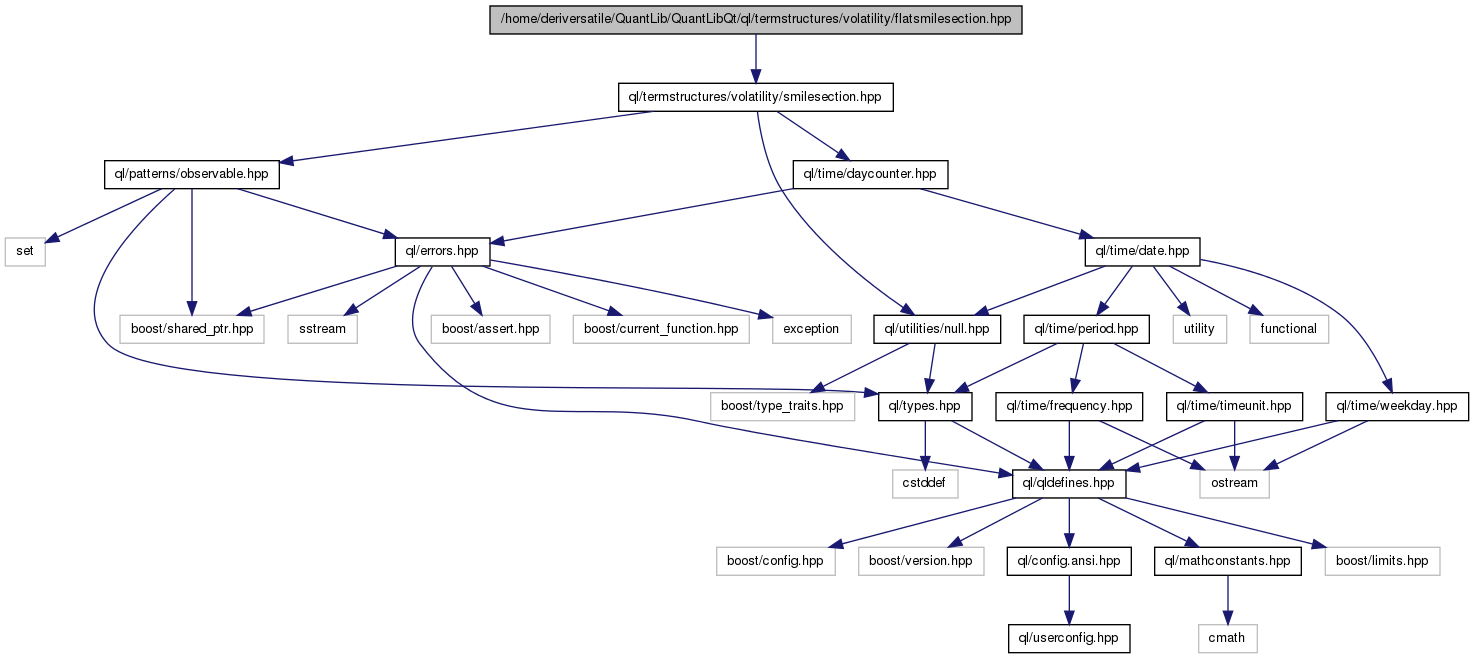 /home/deriversatile/QuantLib/QuantLibQt/ql/termstructures/volatility/flatsmilesection.hpp
ql/termstructures/volatility/smilesection.hpp
ql/patterns/observable.hpp
ql/time/daycounter.hpp
set
ql/errors.hpp
ql/time/date.hpp
boost/shared_ptr.hpp
sstream
boost/assert.hpp
boost/current_function.hpp
exception
ql/utilities/null.hpp
ql/time/period.hpp
utility
functional
boost/type_traits.hpp
ql/types.hpp
ql/time/frequency.hpp
ql/time/timeunit.hpp
ql/time/weekday.hpp
cstddef
ql/qldefines.hpp
ostream
boost/config.hpp
boost/version.hpp
ql/config.ansi.hpp
ql/mathconstants.hpp
boost/limits.hpp
ql/userconfig.hpp
cmath